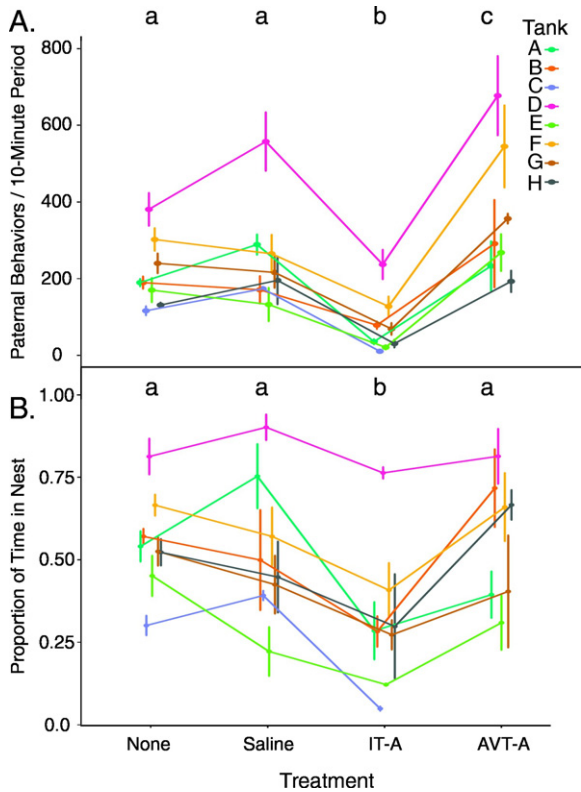 A. a a b c
Tank
A
B
C
D
E
F
G
H
Paternal Behaviors / 10-Minute Period
800
600
400
200
0
B. a a b a
Proportion of Time in Nest
1.00
0.75
0.50
0.25
0.0
None Saline IT-A AVT-A
Treatment